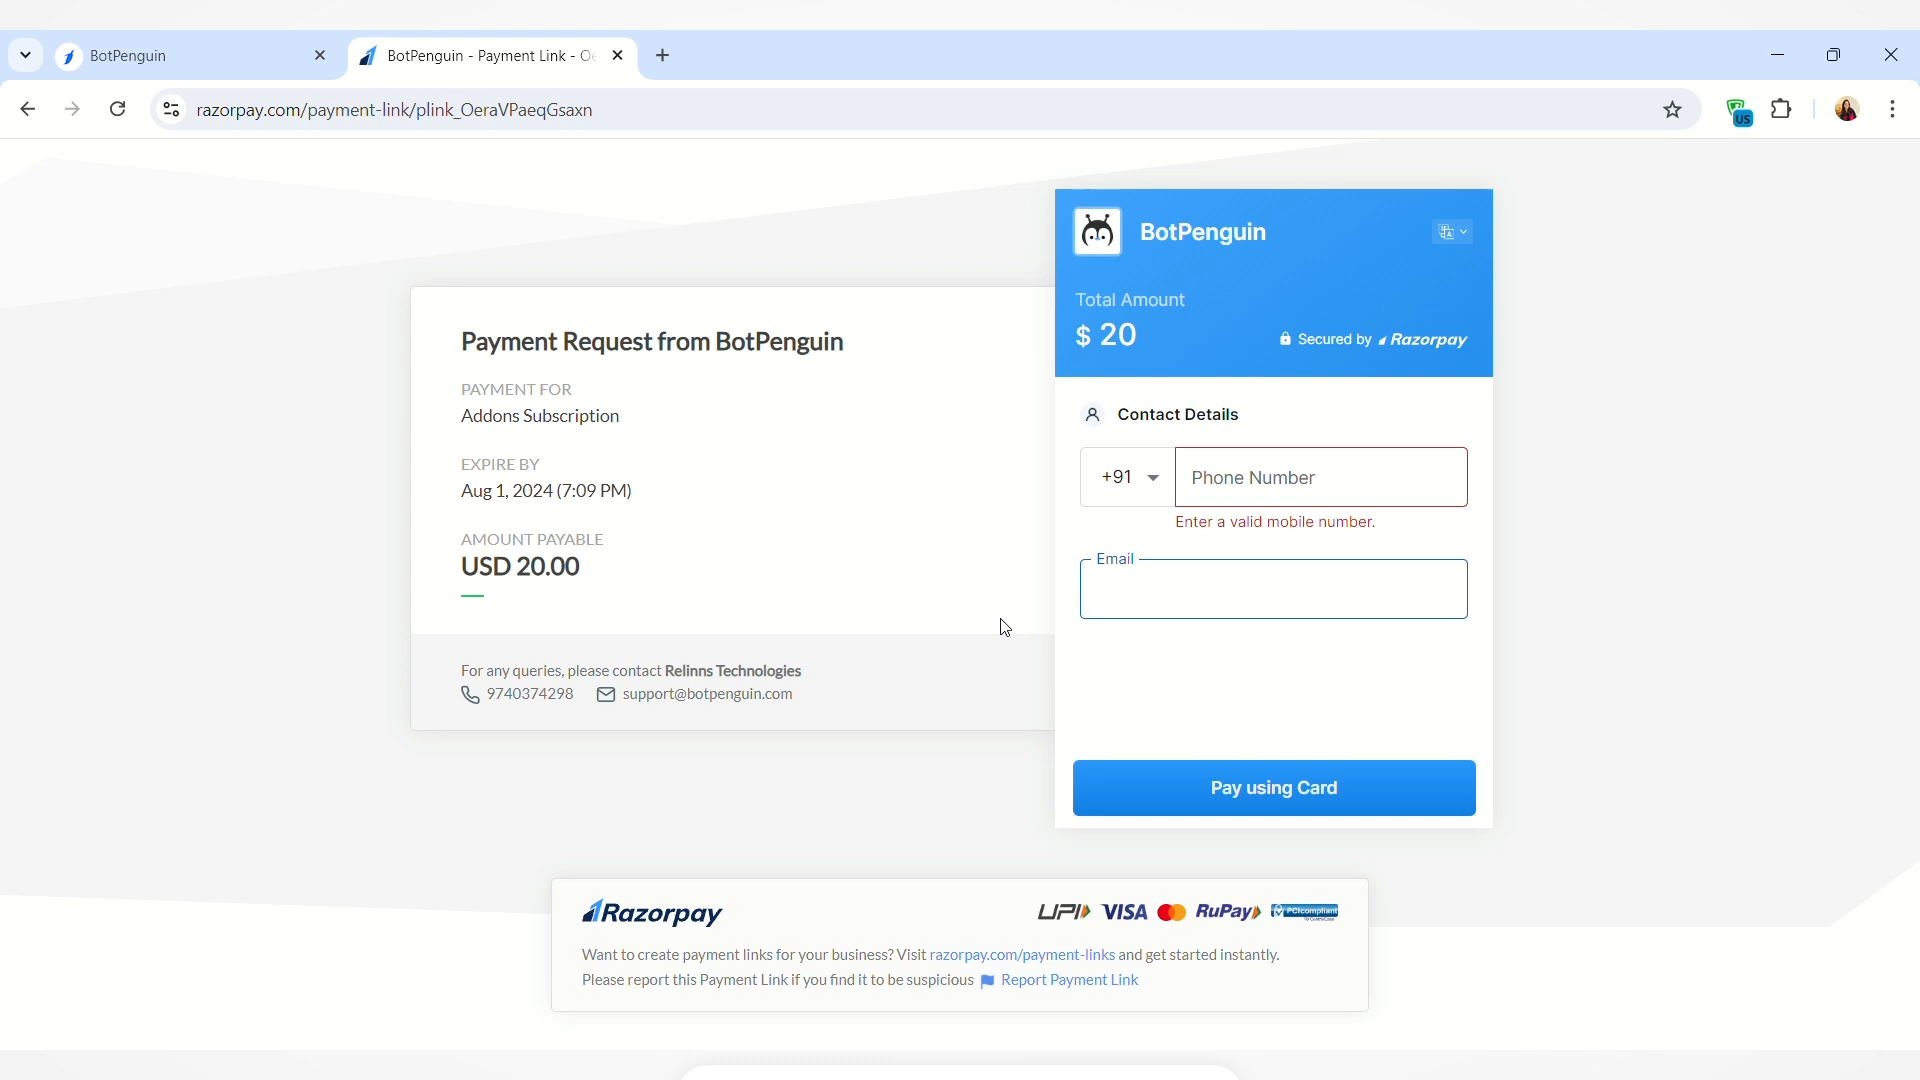 BotPenguin
BotPenguin - Payment Link - Oe
razorpay.com/payment-link/plink_OeraVPaeqGsaxn
US
BotPenguin
Total Amount
$ 20
Secured by Razorpay
Payment Request from BotPenguin
PAYMENT FOR
Addons Subscription
EXPIRE BY
Aug 1, 2024 (7:09 PM)
AMOUNT PAYABLE
USD 20.00
For any queries, please contact Relinns Technologies
9740374298 support@botpenguin.com
Contact Details
+91 Phone Number
Enter a valid mobile number.
Email
Pay using Card
Razorpay
UPI VISA RuPay PCIcompliant
Want to create payment links for your business? Visit razorpay.com/payment-links and get started instantly.
Please report this Payment Link if you find it to be suspicious Report Payment Link